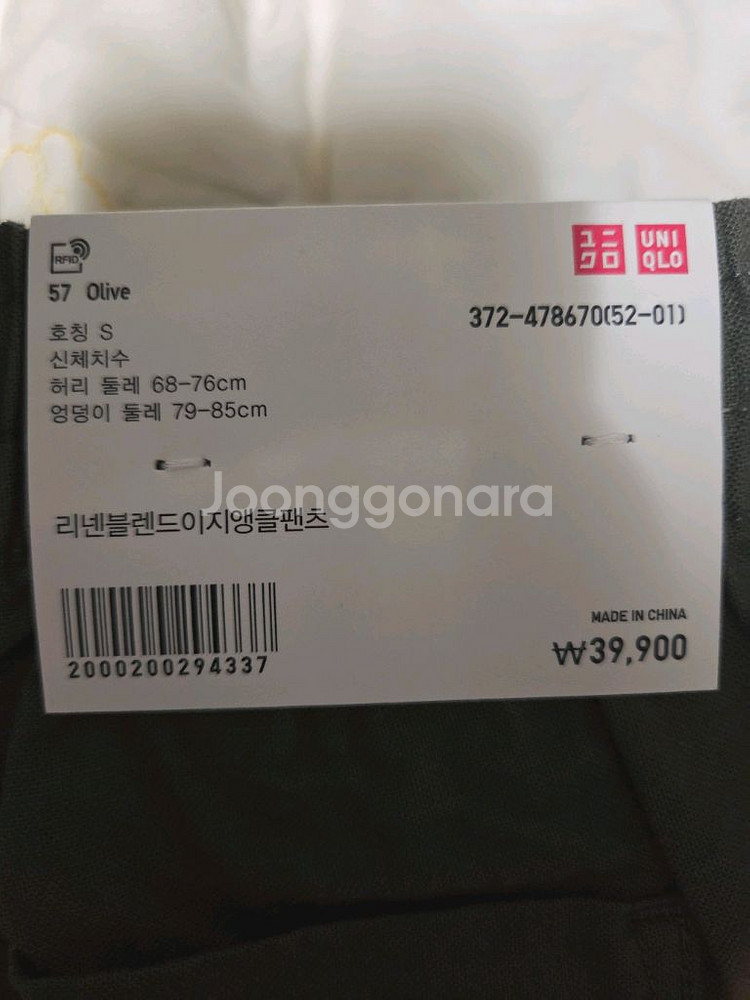 RFID
ユニ
クロ
UNI
QLO
57 Olive
372-478670(52-01)
호칭 S
신체치수
허리 둘레 68-76cm
엉덩이 둘레 79-85cm
Joonggonara
리넨블렌드이지앵클팬츠
2000200294337
MADE IN CHINA
₩39,900